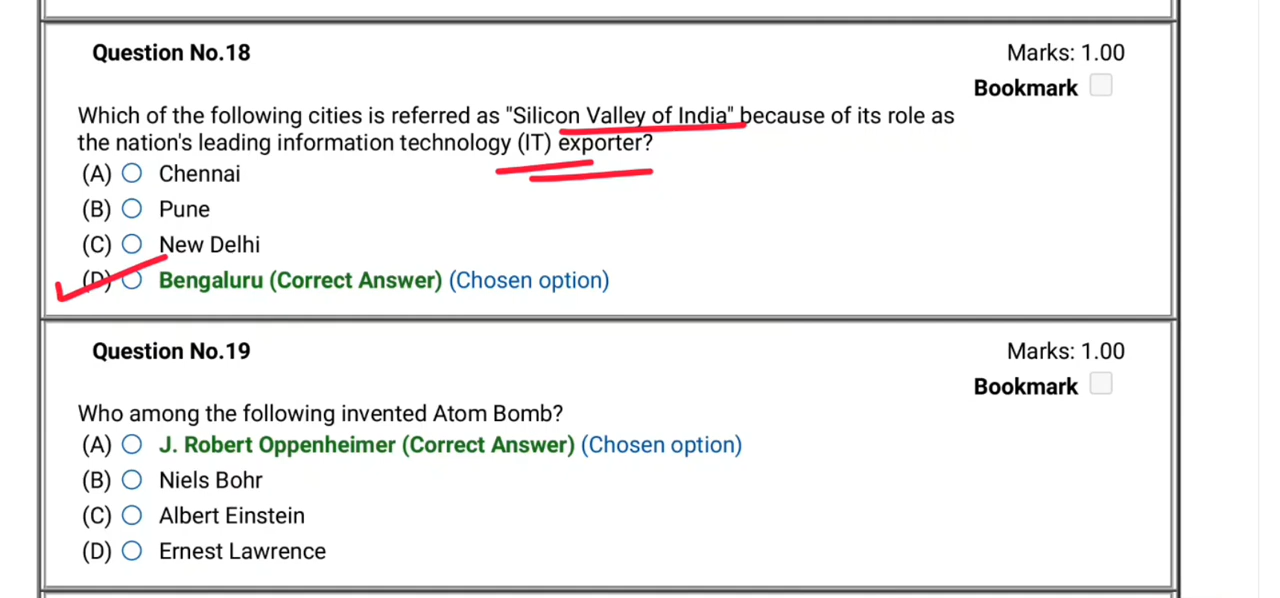 Question No.18
Marks: 1.00
Bookmark
Which of the following cities is referred as "Silicon Valley of India" because of its role as
the nation's leading information technology (IT) exporter?
(A) Chennai
(B) Pune
(C) New Delhi
(D) Bengaluru (Correct Answer) (Chosen option)
Question No.19
Marks: 1.00
Bookmark
Who among the following invented Atom Bomb?
(A) J. Robert Oppenheimer (Correct Answer) (Chosen option)
(B) Niels Bohr
(C) Albert Einstein
(D) Ernest Lawrence